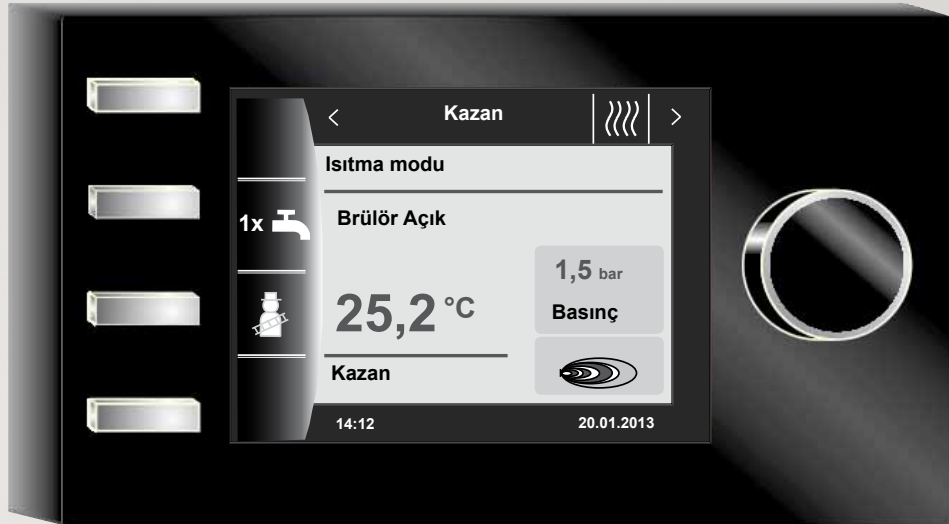 Kazan
Isıtma modu
1x
Brülör Açık
1,5 bar
25,2 °C
Basınç
Kazan
14:12 20.01.2013